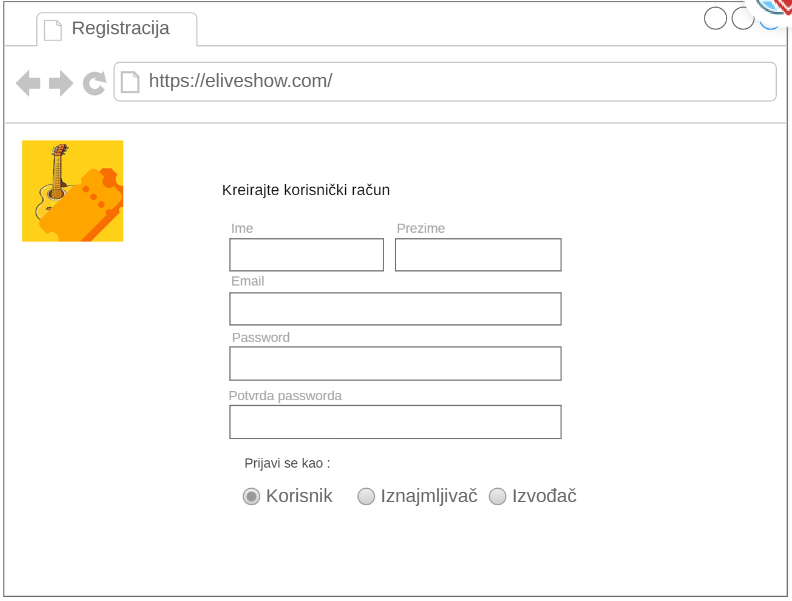 Registracija
https://eliveshow.com/
Kreirajte korisnički račun
Ime Prezime
Email
Password
Potvrda passworda
Prijavi se kao :
Korisnik Iznajmljivač Izvođač